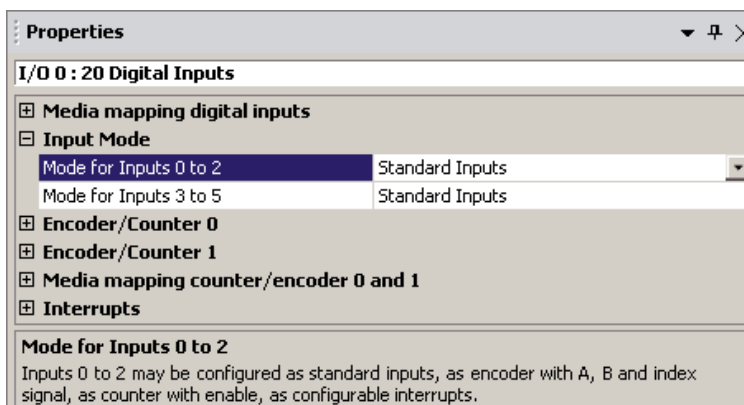 Properties
I/O 0 : 20 Digital Inputs
Media mapping digital inputs
Input Mode
Mode for Inputs 0 to 2 Standard Inputs
Mode for Inputs 3 to 5 Standard Inputs
Encoder/Counter 0
Encoder/Counter 1
Media mapping counter/encoder 0 and 1
Interrupts
Mode for Inputs 0 to 2
Inputs 0 to 2 may be configured as standard inputs, as encoder with A, B and index
signal, as counter with enable, as configurable interrupts.